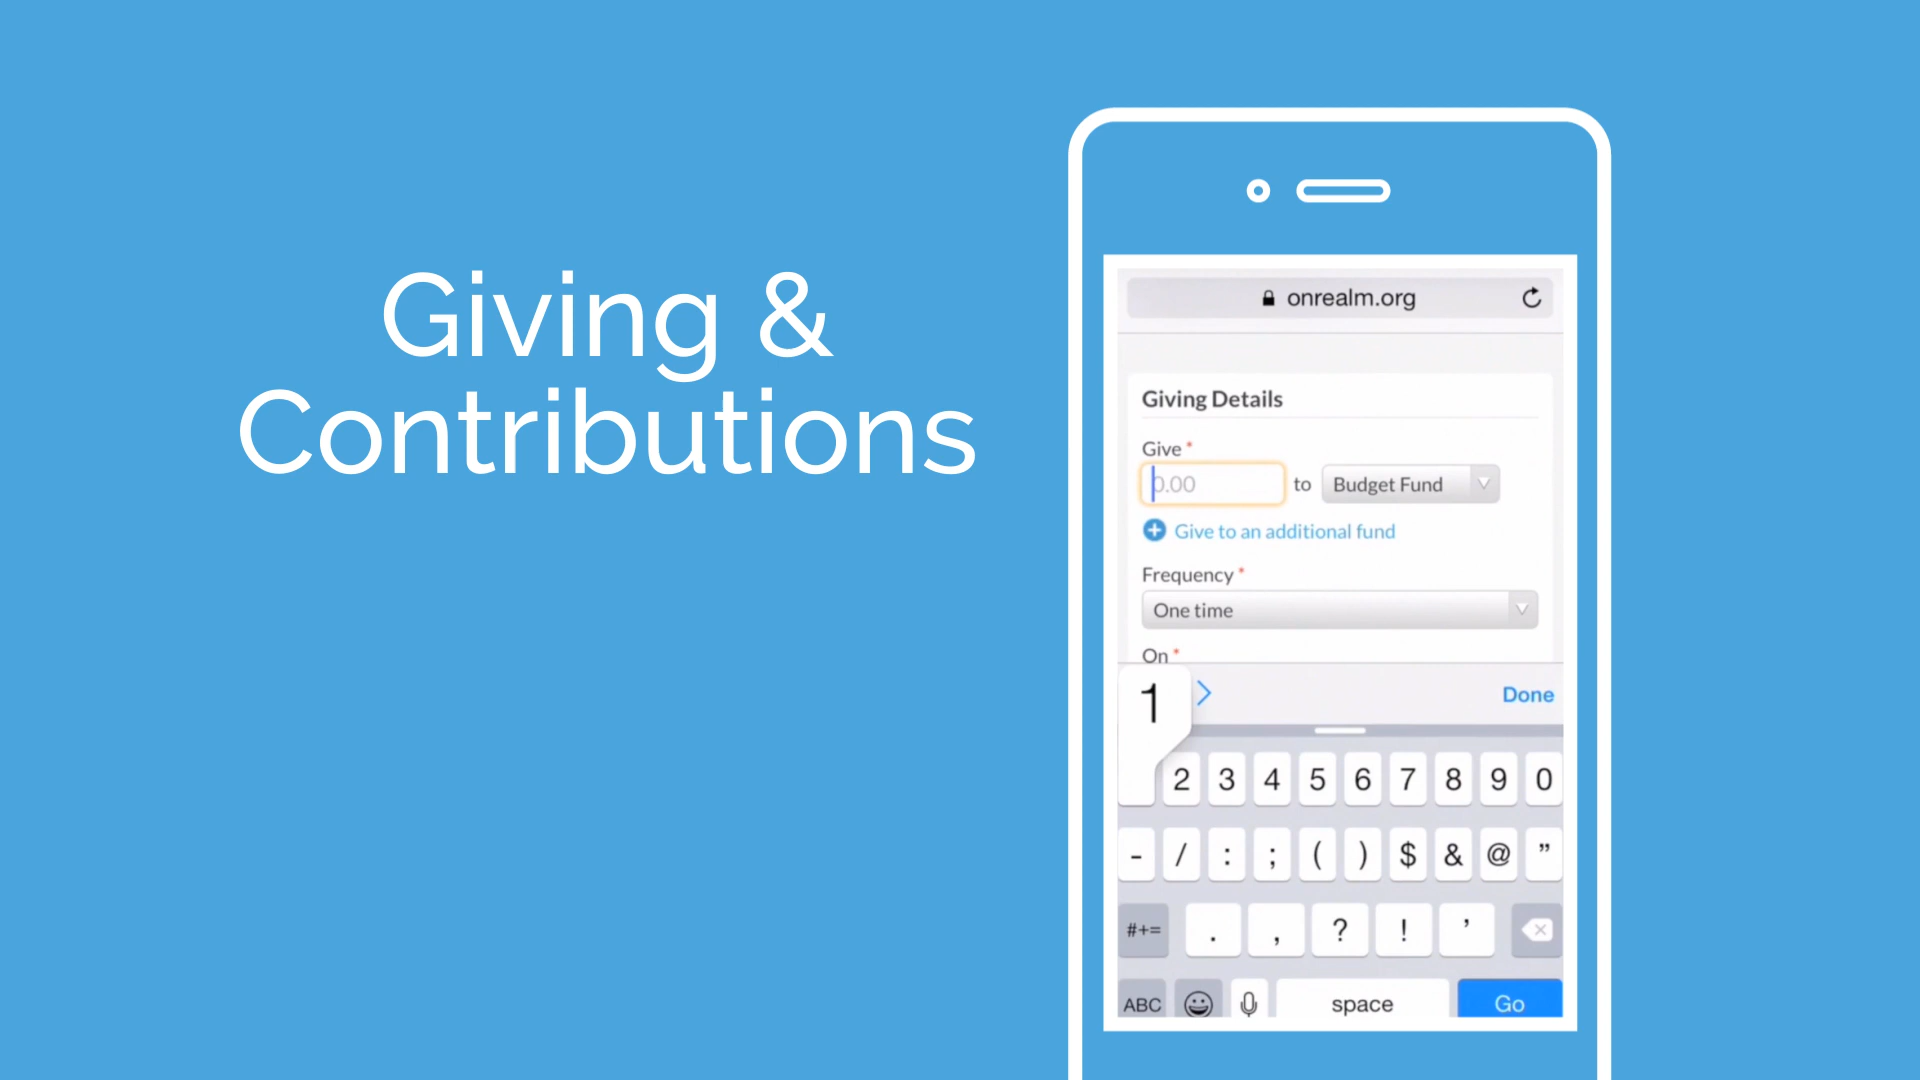 Giving &
Contributions
onrealm.org
Giving Details
Give *
0.00 to Budget Fund
Give to an additional fund
Frequency *
One time
On *
1
Done
2 3 4 5 6 7 8 9 0
- / : ; ( ) $ & @ ”
#+= . , ? ! ’
ABC space Go